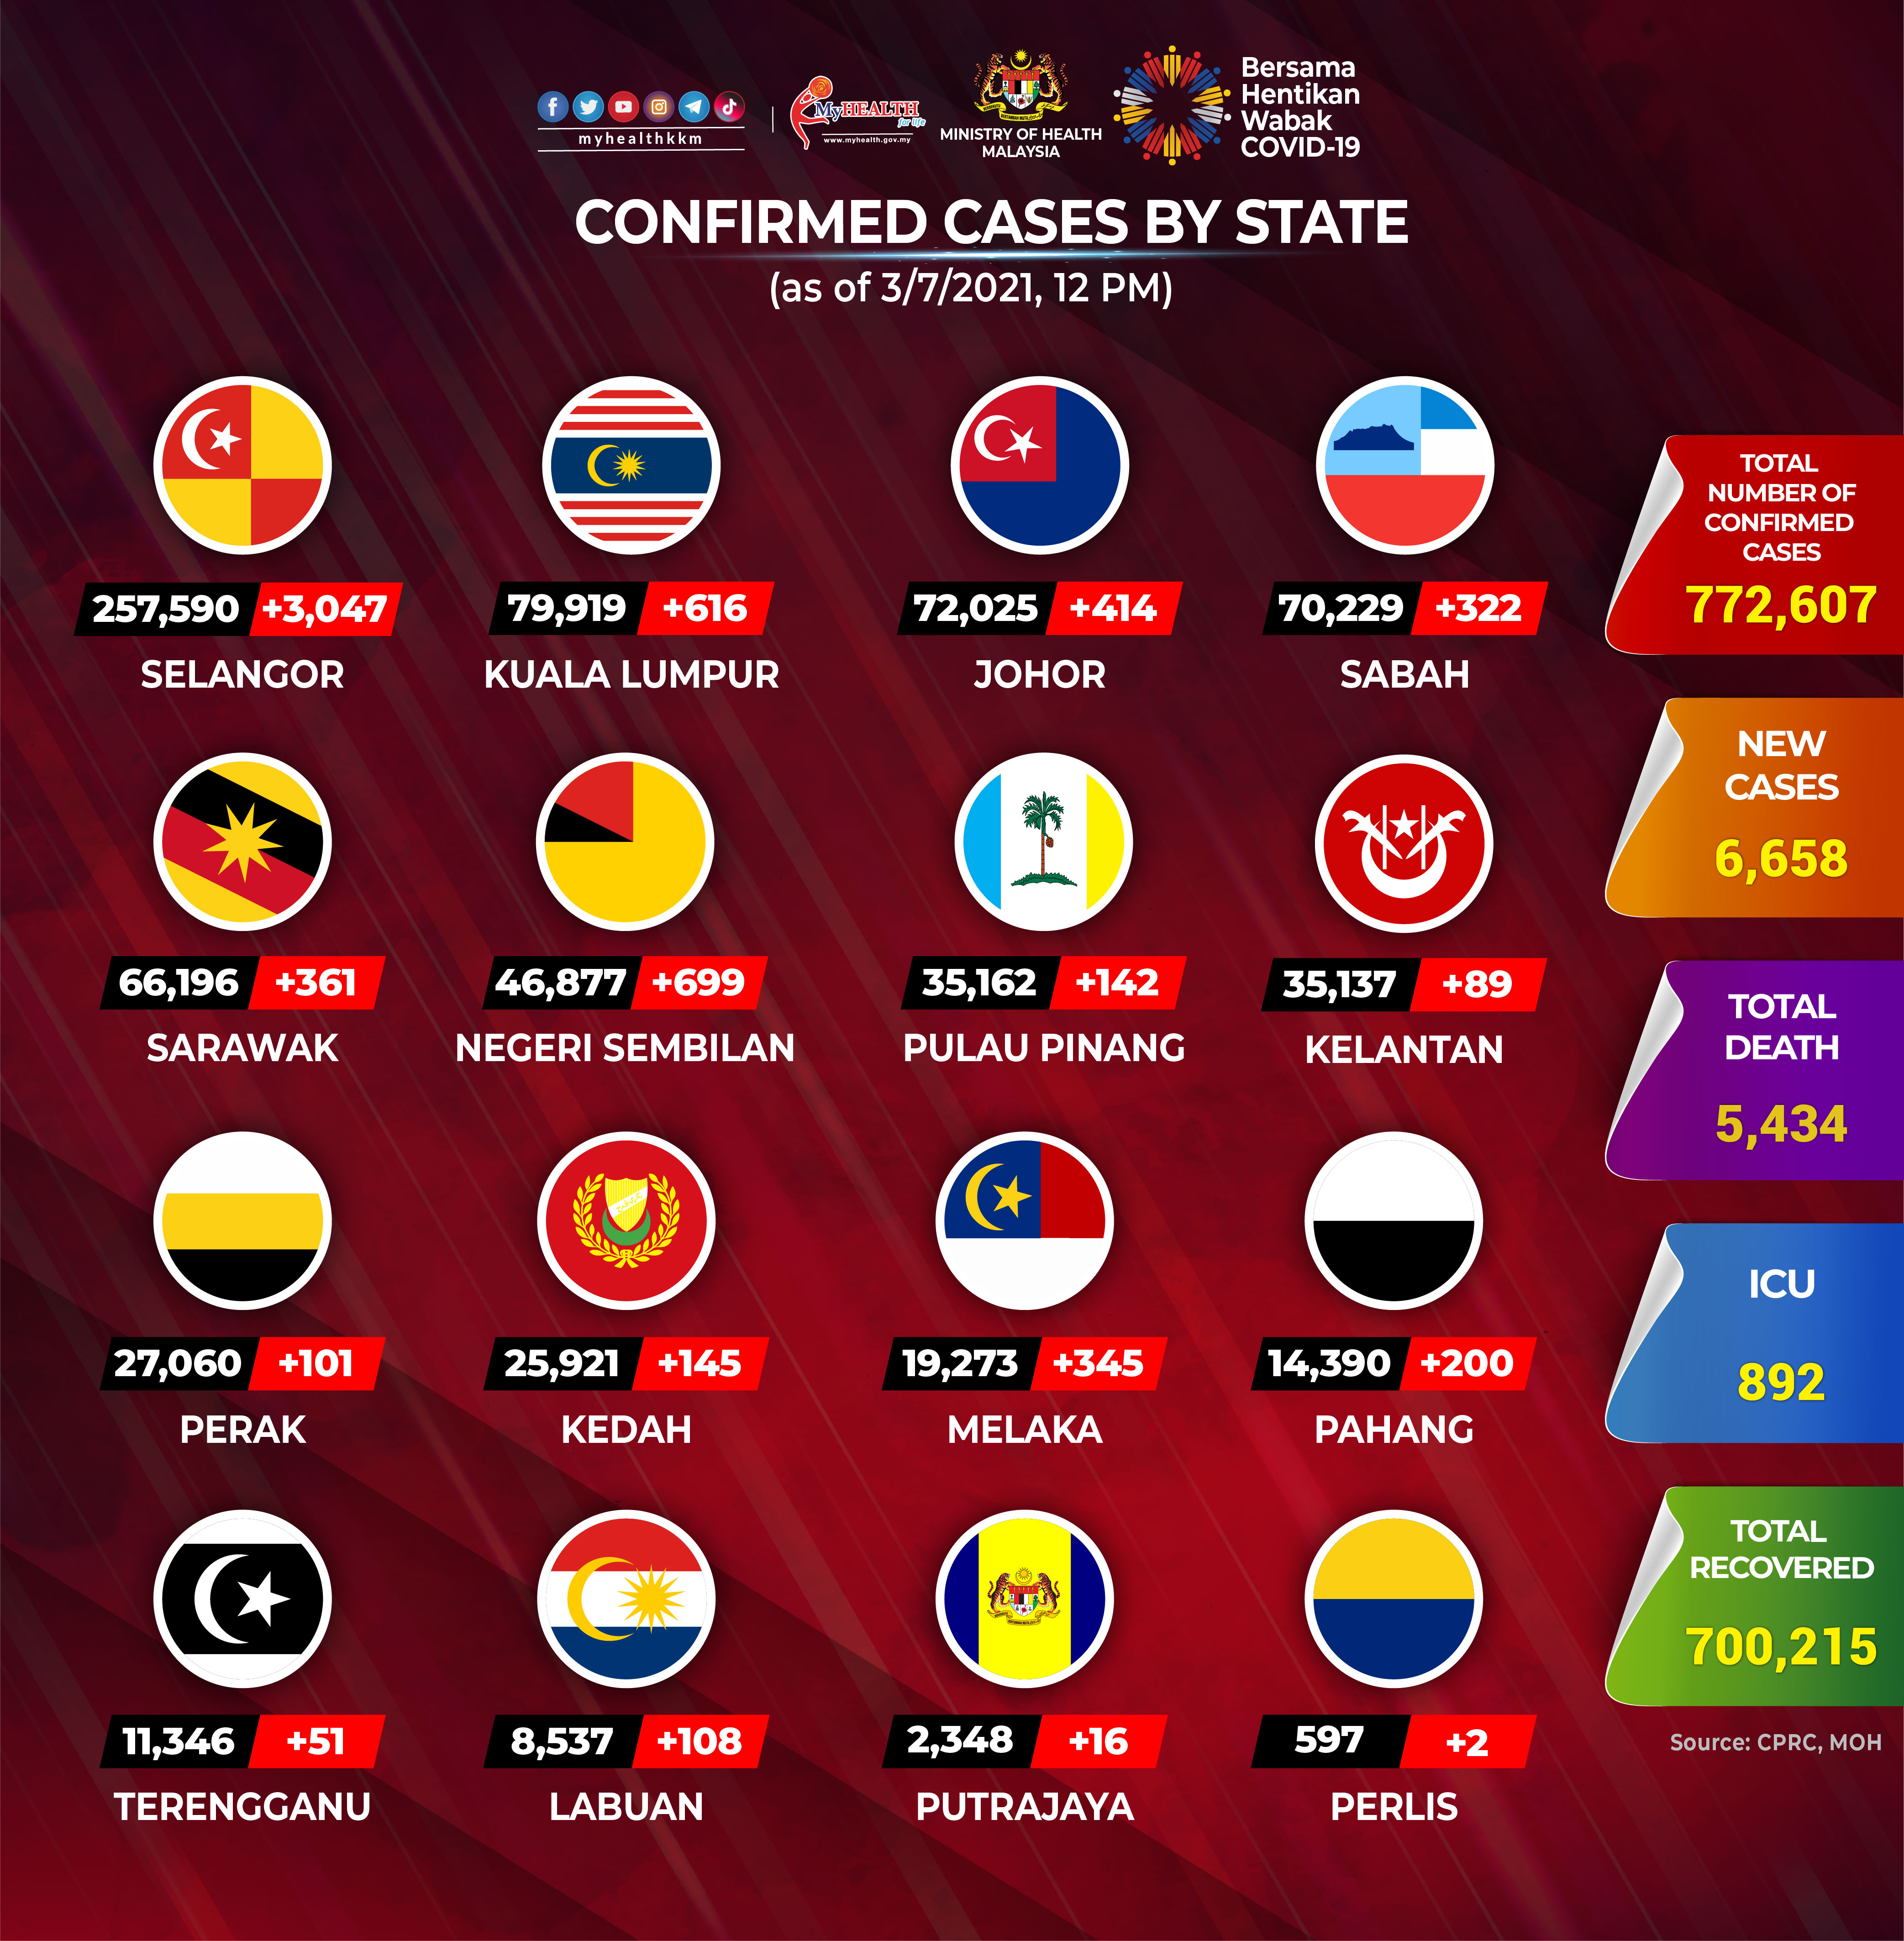 myhealthkkm
MyHEALTH
for life
www.myhealth.gov.my
MINISTRY OF HEALTH
MALAYSIA
Bersama
Hentikan
Wabak
COVID-19
CONFIRMED CASES BY STATE
(as of 3/7/2021, 12 PM)
257,590 +3,047
SELANGOR
79,919 +616
KUALA LUMPUR
72,025 +414
JOHOR
70,229 +322
SABAH
66,196 +361
SARAWAK
46,877 +699
NEGERI SEMBILAN
35,162 +142
PULAU PINANG
35,137 +89
KELANTAN
27,060 +101
PERAK
25,921 +145
KEDAH
19,273 +345
MELAKA
14,390 +200
PAHANG
11,346 +51
TERENGGANU
8,537 +108
LABUAN
2,348 +16
PUTRAJAYA
597 +2
PERLIS
TOTAL
NUMBER OF
CONFIRMED
CASES
772,607
NEW
CASES
6,658
TOTAL
DEATH
5,434
ICU
892
TOTAL
RECOVERED
700,215
Source: CPRC, MOH